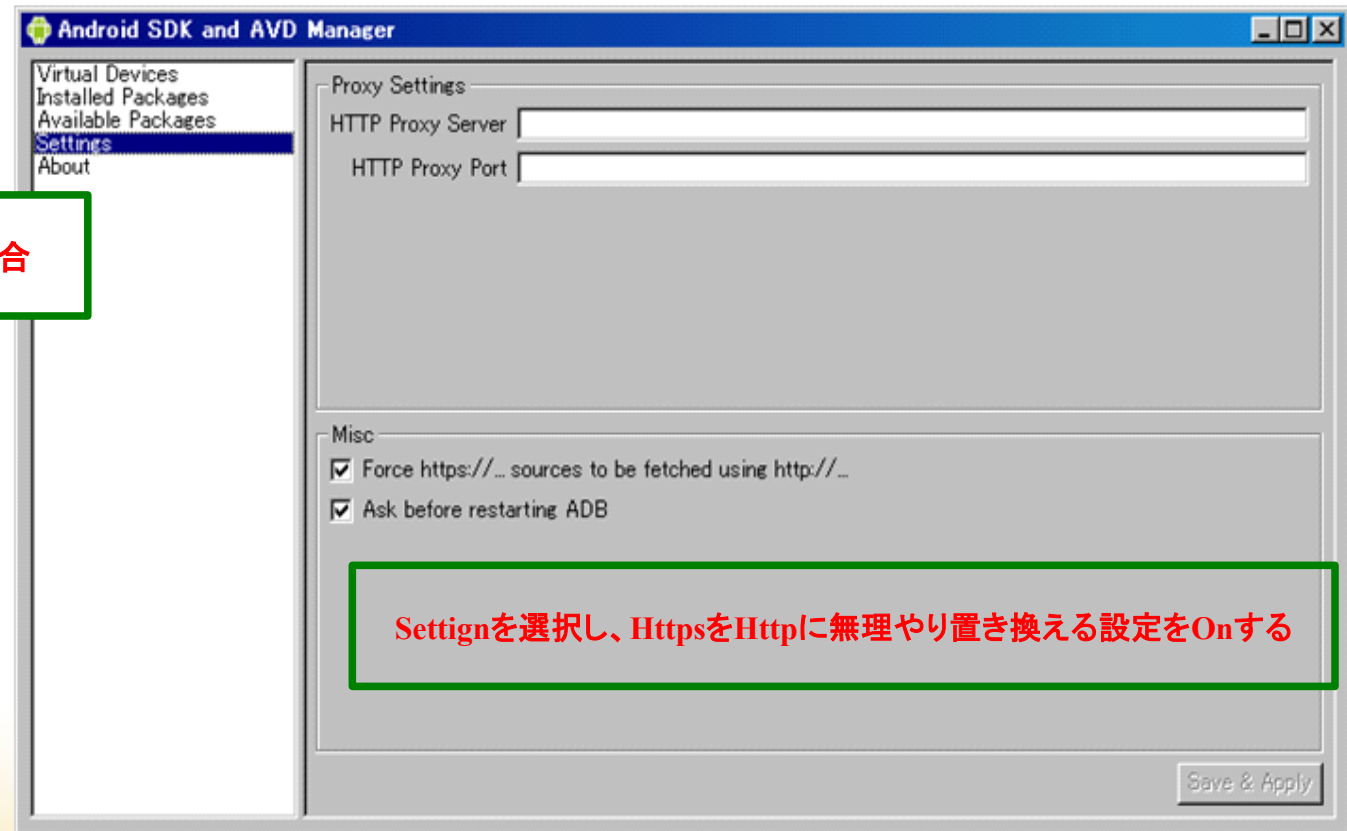 Android SDK and AVD Manager
Virtual Devices
Installed Packages
Available Packages
Settings
About
合
Proxy Settings
HTTP Proxy Server
HTTP Proxy Port
Misc
Force https://... sources to be fetched using http://...
Ask before restarting ADB
Settignを選択し、HttpsをHttpに無理やり置き換える設定をOnする
Save & Apply